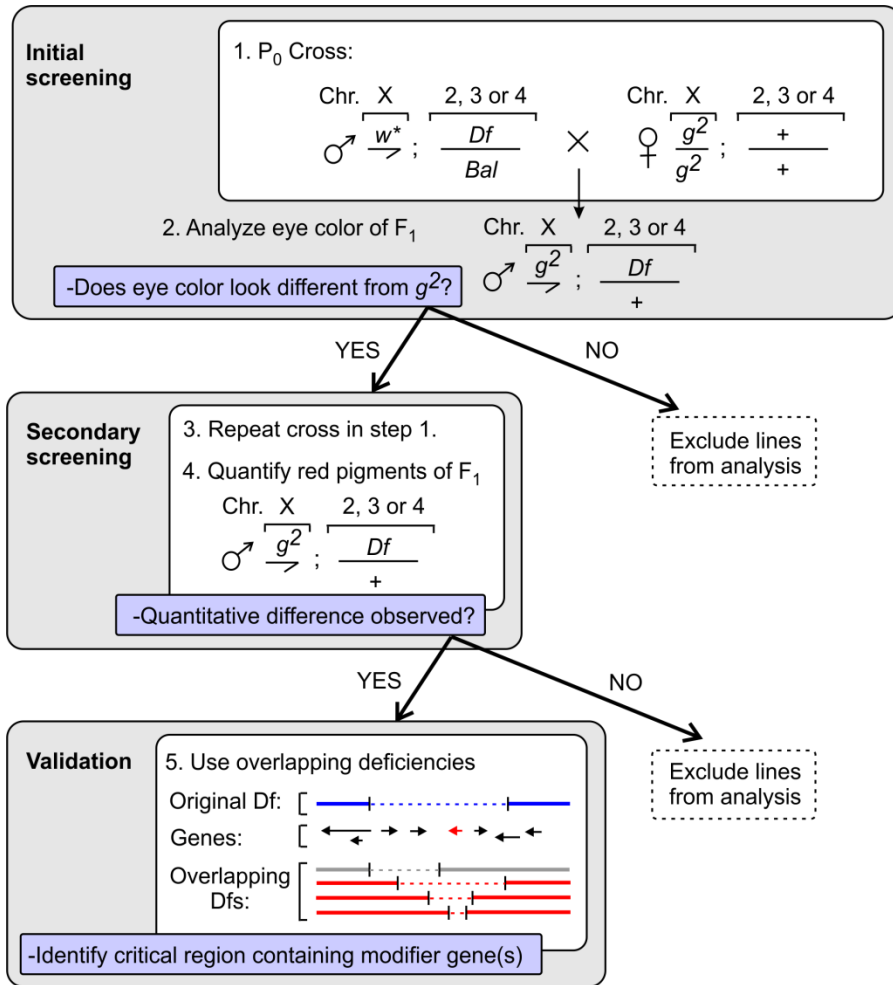 Initial
screening
1. P0 Cross:
Chr. X 2, 3 or 4 Chr. X 2, 3 or 4
♂ w* ; Df × ♀ g2 ; +
Bal g2 +
2. Analyze eye color of F1 Chr. X 2, 3 or 4
♂ g2 ; Df
+
-Does eye color look different from g2?
YES
NO
Secondary
screening
3. Repeat cross in step 1.
4. Quantify red pigments of F1
Chr. X 2, 3 or 4
♂ g2 ; Df
+
-Quantitative difference observed?
Exclude lines
from analysis
YES
NO
Validation
5. Use overlapping deficiencies
Original Df:
Genes:
Overlapping
Dfs:
-Identify critical region containing modifier gene(s)
Exclude lines
from analysis